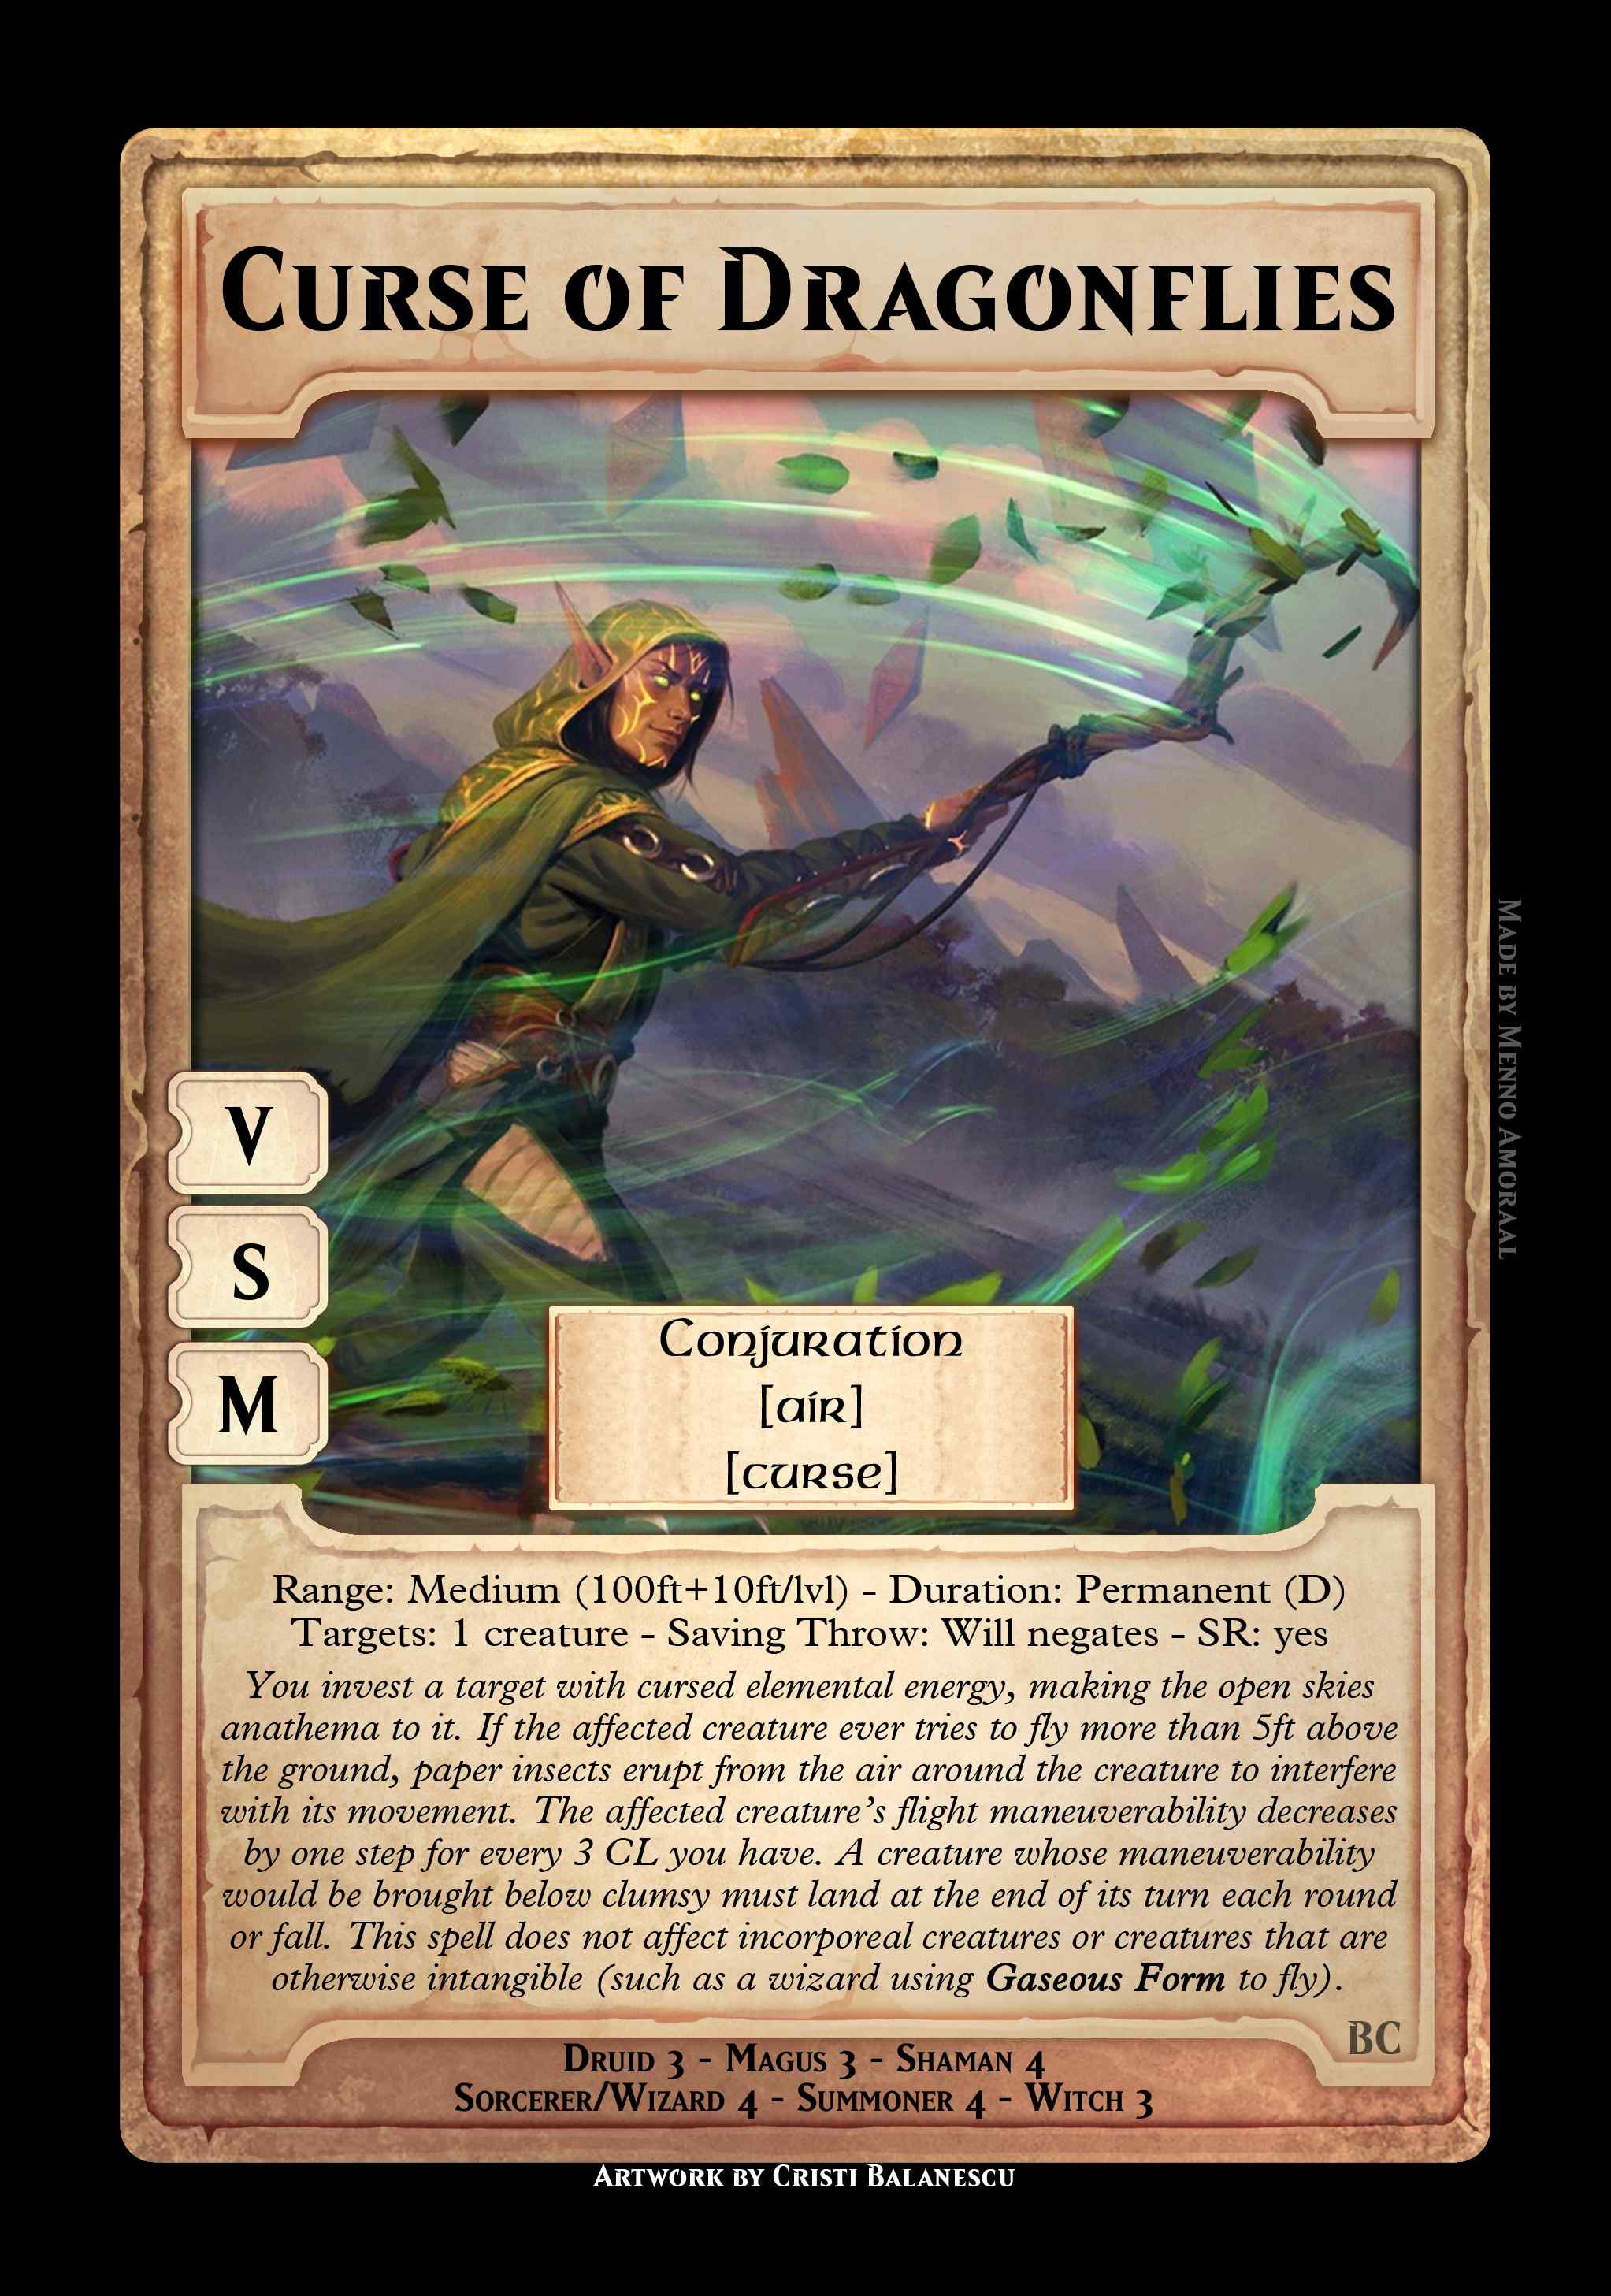 Curse of Dragonflies
V
S
M
Conjuration
[air]
[curse]
Range: Medium (100ft+10ft/lvl) - Duration: Permanent (D)
Targets: 1 creature - Saving Throw: Will negates - SR: yes
You invest a target with cursed elemental energy, making the open skies
anathema to it. If the affected creature ever tries to fly more than 5ft above
the ground, paper insects erupt from the air around the creature to interfere
with its movement. The affected creature's flight maneuverability decreases
by one step for every 3 CL you have. A creature whose maneuverability
would be brought below clumsy must land at the end of its turn each round
or fall. This spell does not affect incorporeal creatures or creatures that are
otherwise intangible (such as a wizard using Gaseous Form to fly).
BC
Druid 3 - Magus 3 - Shaman 4
Sorcerer/Wizard 4 - Summoner 4 - Witch 3
Artwork by Cristi Balanescu
Made by Menno Amoraal